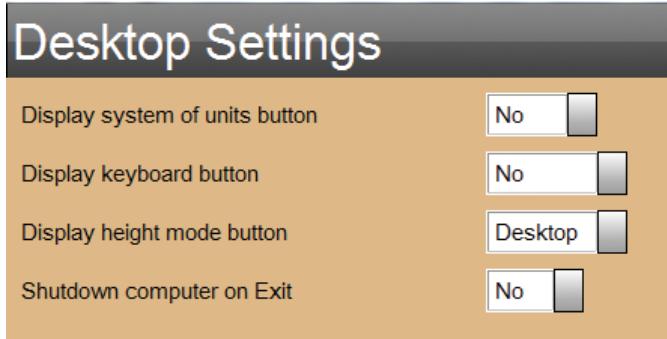 Desktop Settings
Display system of units button No
Display keyboard button No
Display height mode button Desktop
Shutdown computer on Exit No